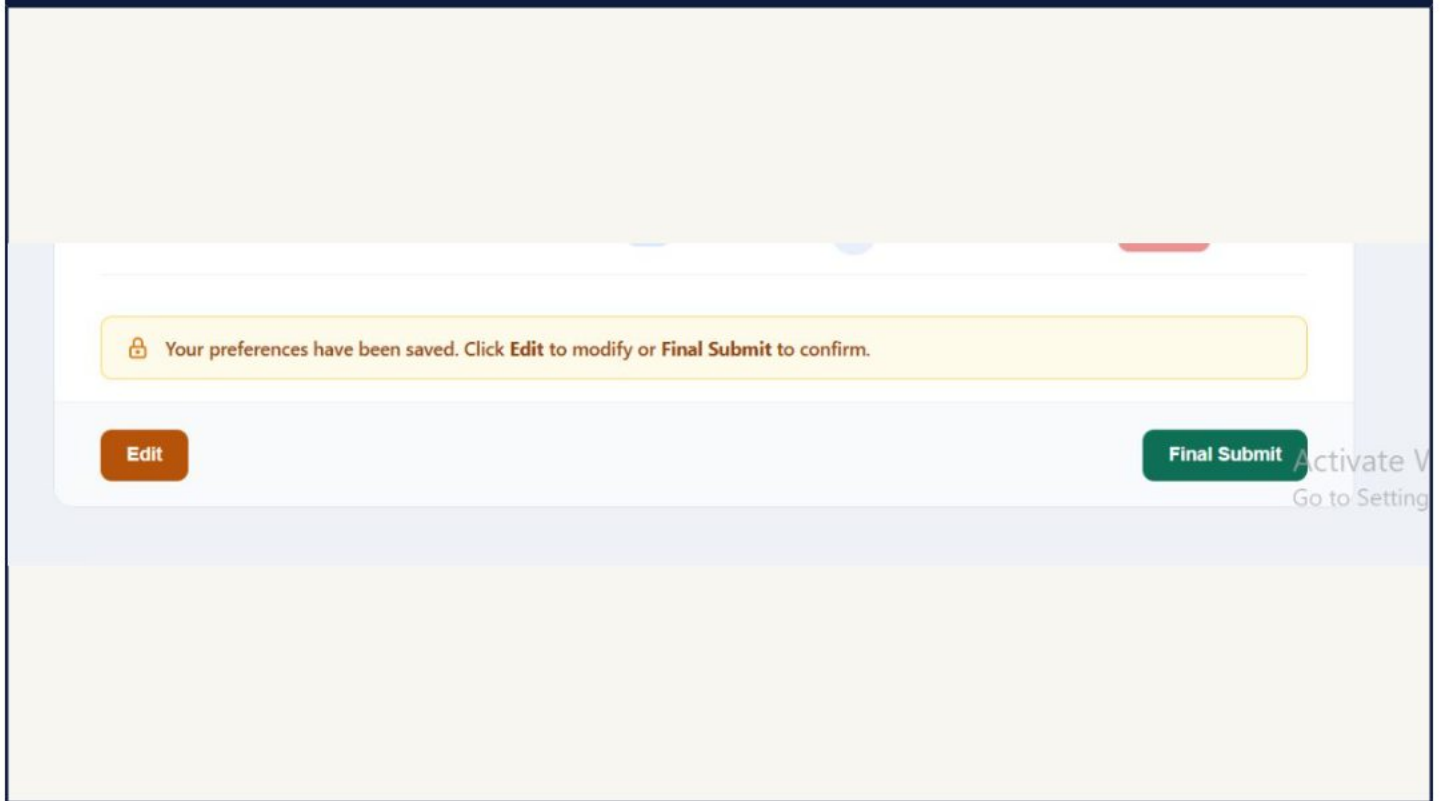 Your preferences have been saved. Click Edit to modify or Final Submit to confirm.
Edit
Final Submit
Activate
Go to Setting